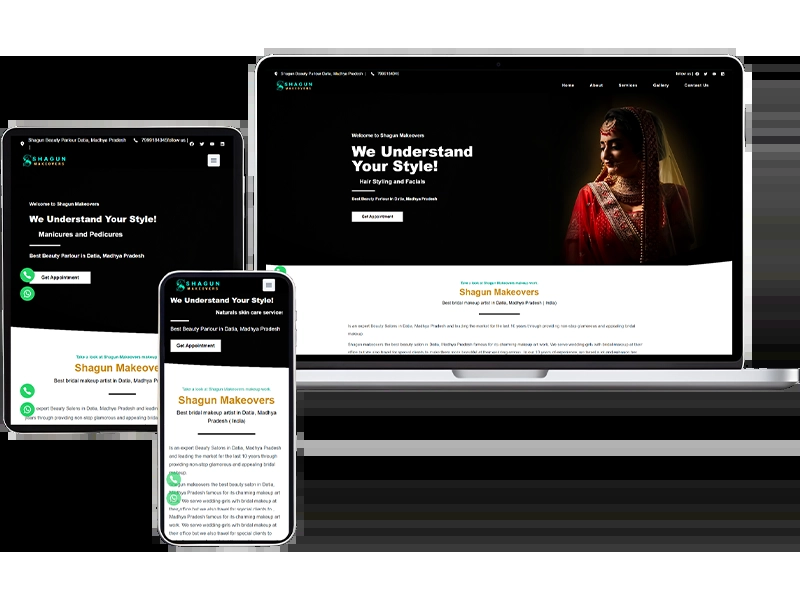 Shagun Beauty Parlour Datia, Madhya Pradesh
follow us |
SHAGUN
MAKEOVERS
Home
About
Services
Gallery
Contact Us
Welcome to Shagun Makeovers
We Understand
Your Style!
Hair Styling and Facials
Best Beauty Parlour in Datia, Madhya Pradesh
Get Appointment
Take a look at Shagun Makeovers makeup work
Shagun Makeovers
Best bridal makeup artist in Datia, Madhya Pradesh ( India)
Is an expert Beauty Salons in Datia, Madhya Pradesh and leading the market for the last 10 years through providing non-stop glamorous and appealing bridal
makeup.
Shagun makeovers the best beauty salon in Datia, Madhya Pradesh famous for its charming makeup art work. We serve wedding girls with bridal makeup at their
Shagun Beauty Parlour Datia, Madhya Pradesh
follow us |
SHAGUN
MAKEOVERS
Welcome to Shagun Makeovers
We Understand Your Style!
Manicures and Pedicures
Best Beauty Parlour in Datia, Madhya Pradesh
Get Appointment
Take a look at Shagun Makeovers makeup
Shagun Makeove
Best bridal makeup artist in Datia, Madhya P
expert Beauty Salons in Datia, Madhya Pradesh and leading
years through providing non-stop glamorous and appealing bridal
SHAGUN
MAKEOVERS
We Understand Your Style!
Naturals skin care services
Best Beauty Parlour in Datia, Madhya Pradesh
Get Appointment
Take a look at Shagun Makeovers makeup work
Shagun Makeovers
Best bridal makeup artist in Datia, Madhya
Pradesh ( India)
Is an expert Beauty Salons in Datia, Madhya Pradesh
and leading the market for the last 10 years through
providing non-stop glamorous and appealing bridal
makeup.
Shagun makeovers the best beauty salon in Datia,
Madhya Pradesh famous for its charming makeup art
work. We serve wedding girls with bridal makeup at
their office but we also travel for special clients to
Madhya Pradesh famous for its charming makeup art
work. We serve wedding girls with bridal makeup at
their office but we also travel for special clients to